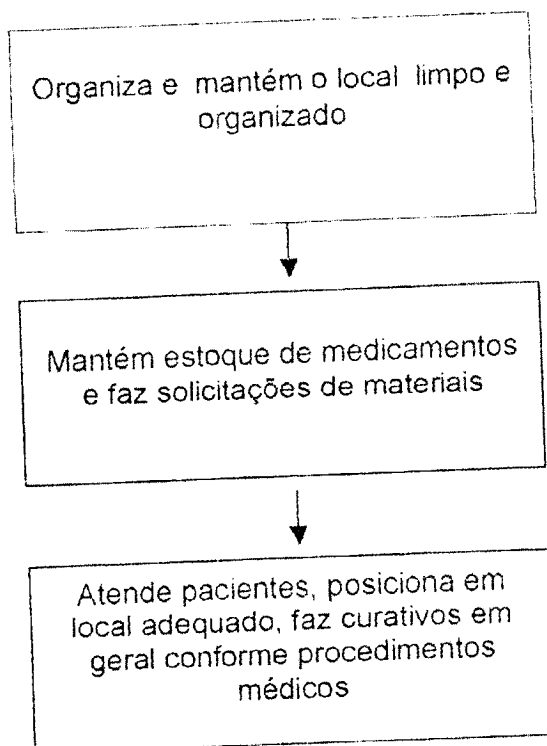 Organiza e mantém o local limpo e
organizado
Mantém estoque de medicamentos
e faz solicitações de materiais
Atende pacientes, posiciona em
local adequado, faz curativos em
geral conforme procedimentos
médicos